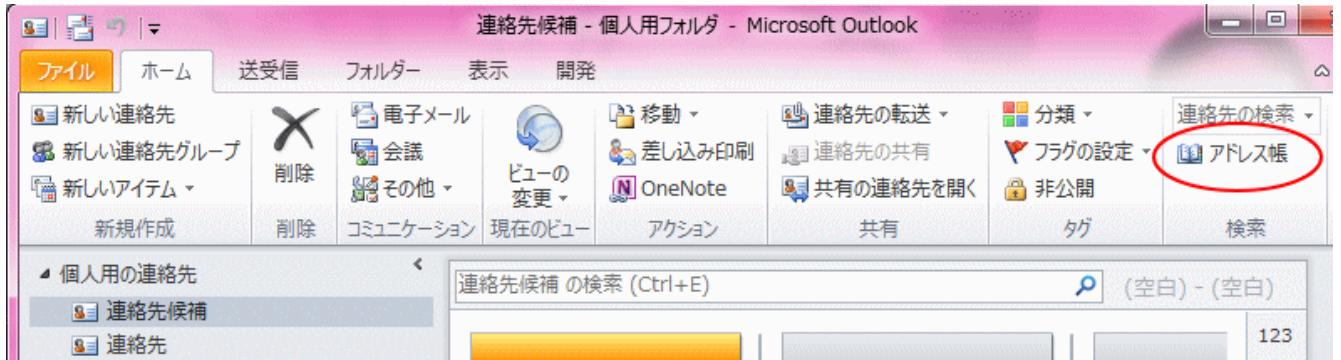 連絡先候補 - 個人用フォルダ - Microsoft Outlook
ファイル ホーム 送受信 フォルダー 表示 開発
新しい連絡先
新しい連絡先グループ
新しいアイテム
新規作成
削除
削除
電子メール
会議
その他
コミュニケーション
ビューの
変更
現在のビュー
移動
差し込み印刷
OneNote
アクション
連絡先の転送
連絡先の共有
共有の連絡先を開く
共有
分類
フラグの設定
非公開
タグ
連絡先の検索
アドレス帳
検索
個人用の連絡先
連絡先候補
連絡先
連絡先候補 の検索 (Ctrl+E)
(空白) - (空白)
123